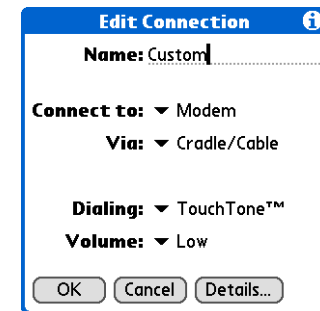 Edit Connection
Name: Custom
Connect to: Modem
Via: Cradle/Cable
Dialing: TouchTone™
Volume: Low
OK Cancel Details...